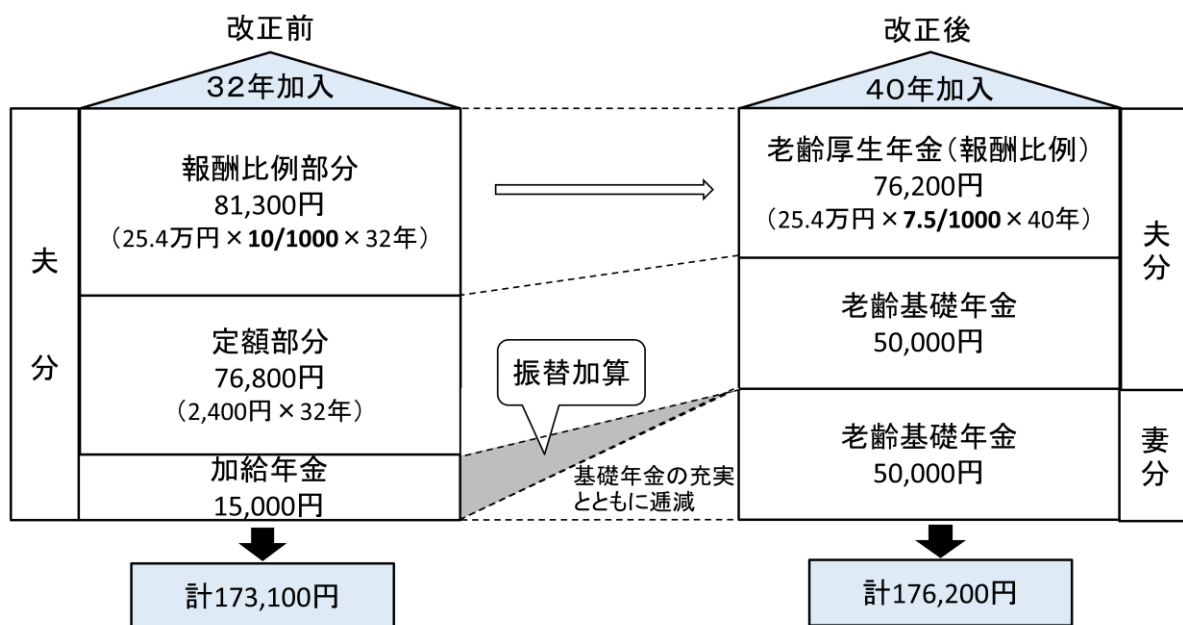 改正前
32年加入
夫
分
報酬比例部分
81,300円
（25.4万円×10/1000×32年）
定額部分
76,800円
（2,400円×32年）
加給年金
15,000円
計173,100円
振替加算
基礎年金の充実
とともに逓減
改正後
40年加入
老齢厚生年金（報酬比例）
76,200円
（25.4万円×7.5/1000×40年）
老齢基礎年金
50,000円
夫
分
老齢基礎年金
50,000円
妻
分
計176,200円